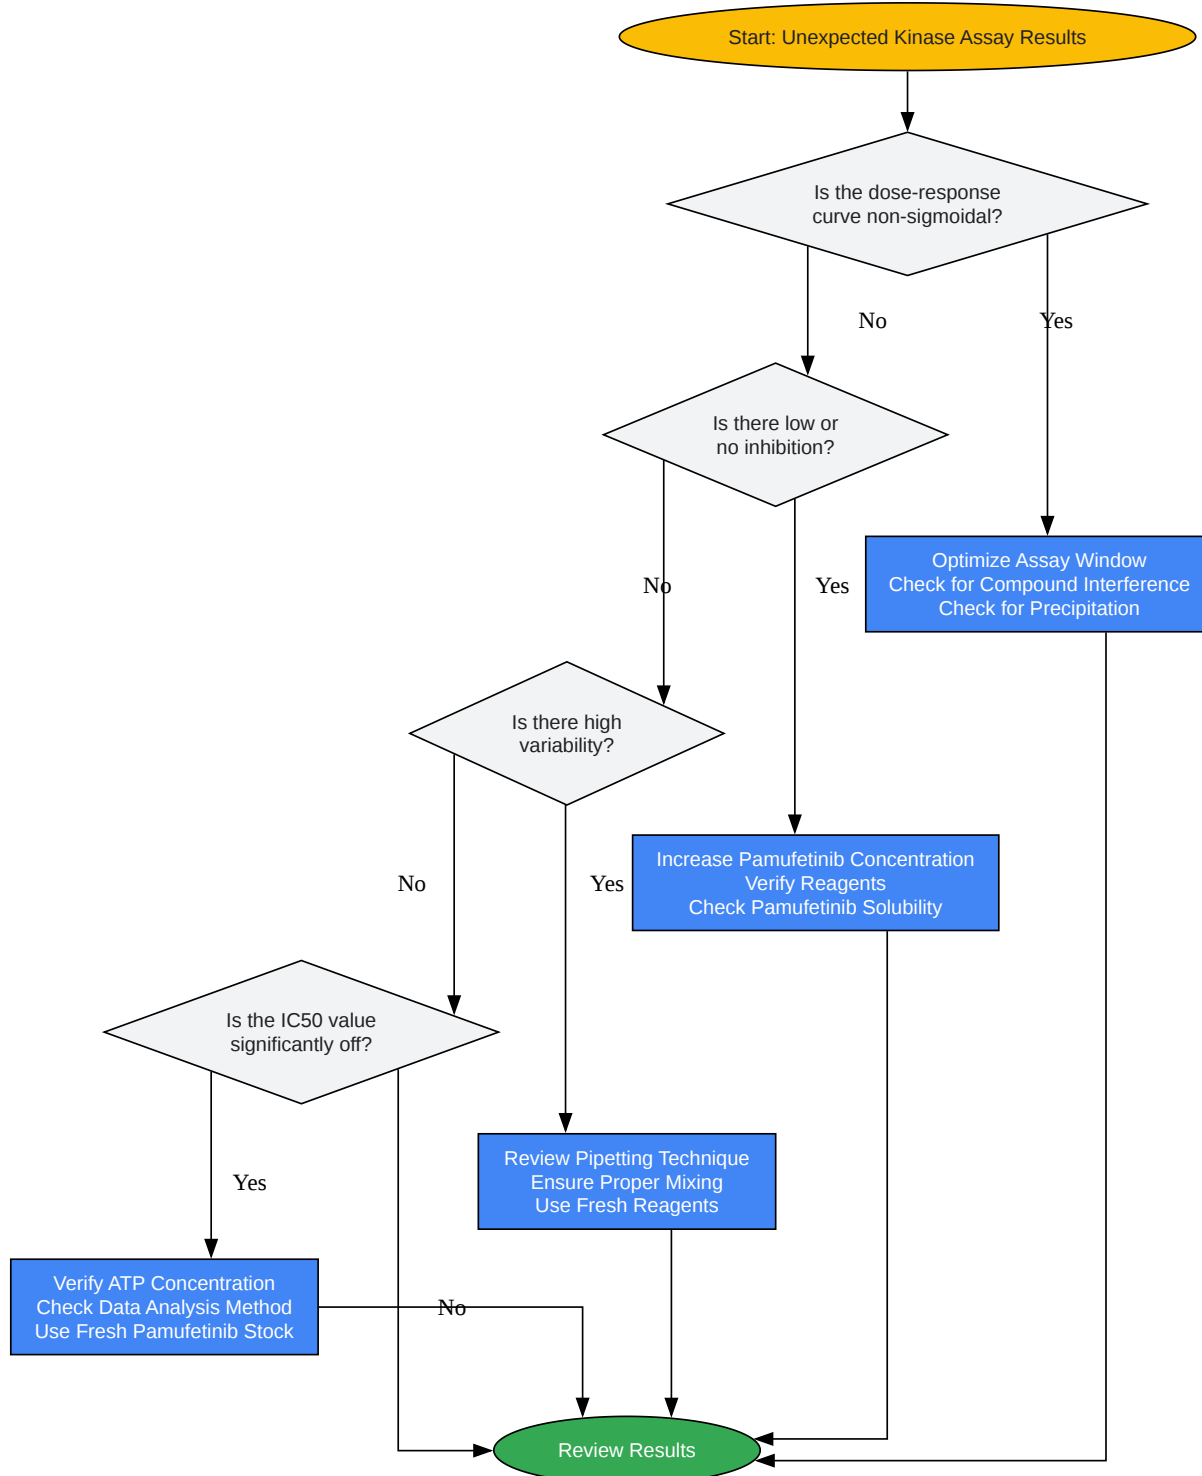 Start: Unexpected Kinase Assay Results
Is the dose-response
curve non-sigmoidal?
No
Yes
Is there low or
no inhibition?
No
Yes
Optimize Assay Window
Check for Compound Interference
Check for Precipitation
Is there high
variability?
No
Yes
Increase Pamufetinib Concentration
Verify Reagents
Check Pamufetinib Solubility
Is the IC50 value
significantly off?
Yes
No
Review Pipetting Technique
Ensure Proper Mixing
Use Fresh Reagents
Verify ATP Concentration
Check Data Analysis Method
Use Fresh Pamufetinib Stock
Review Results